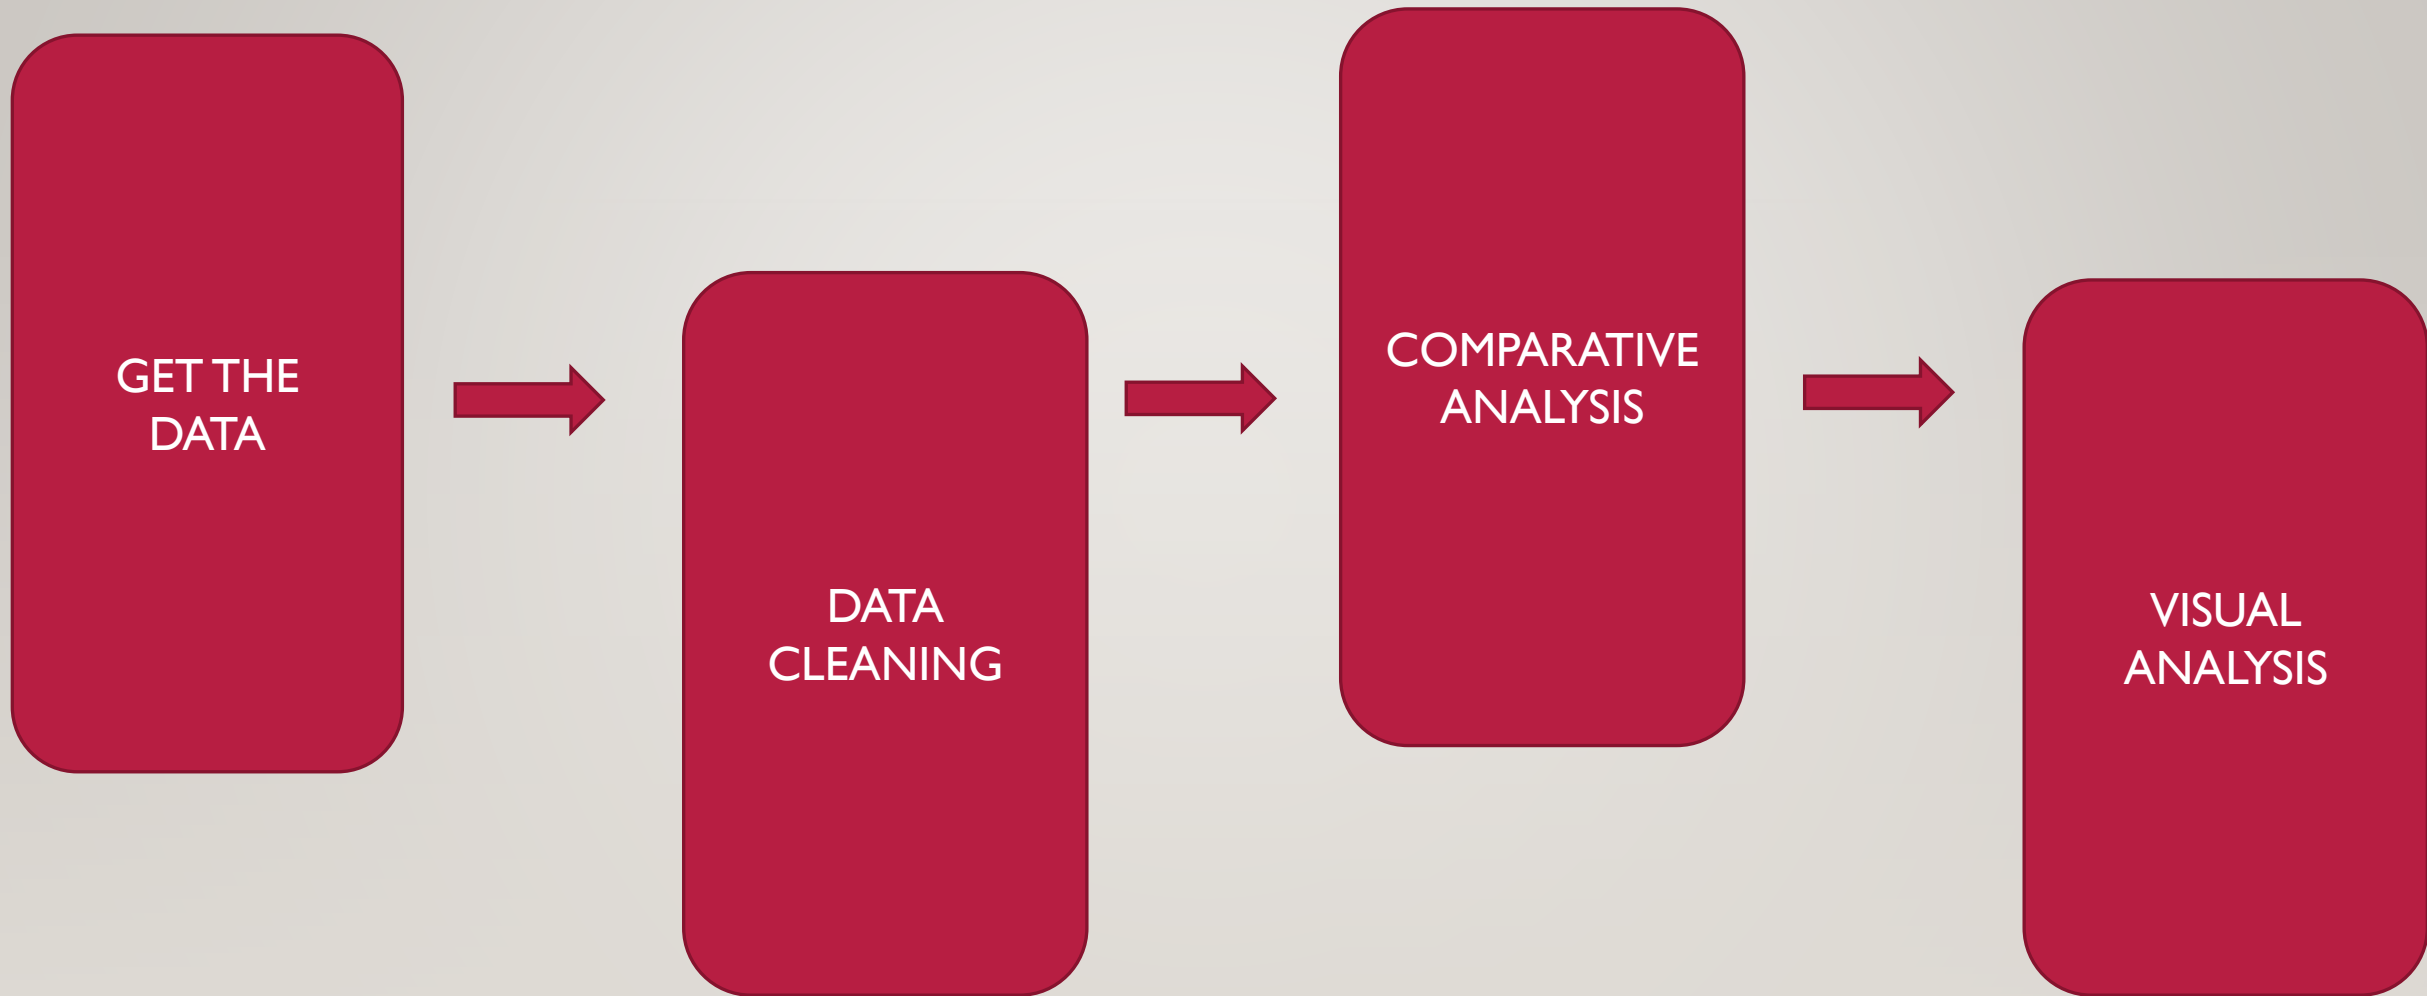 GET THE
DATA
DATA
CLEANING
COMPARATIVE
ANALYSIS
VISUAL
ANALYSIS